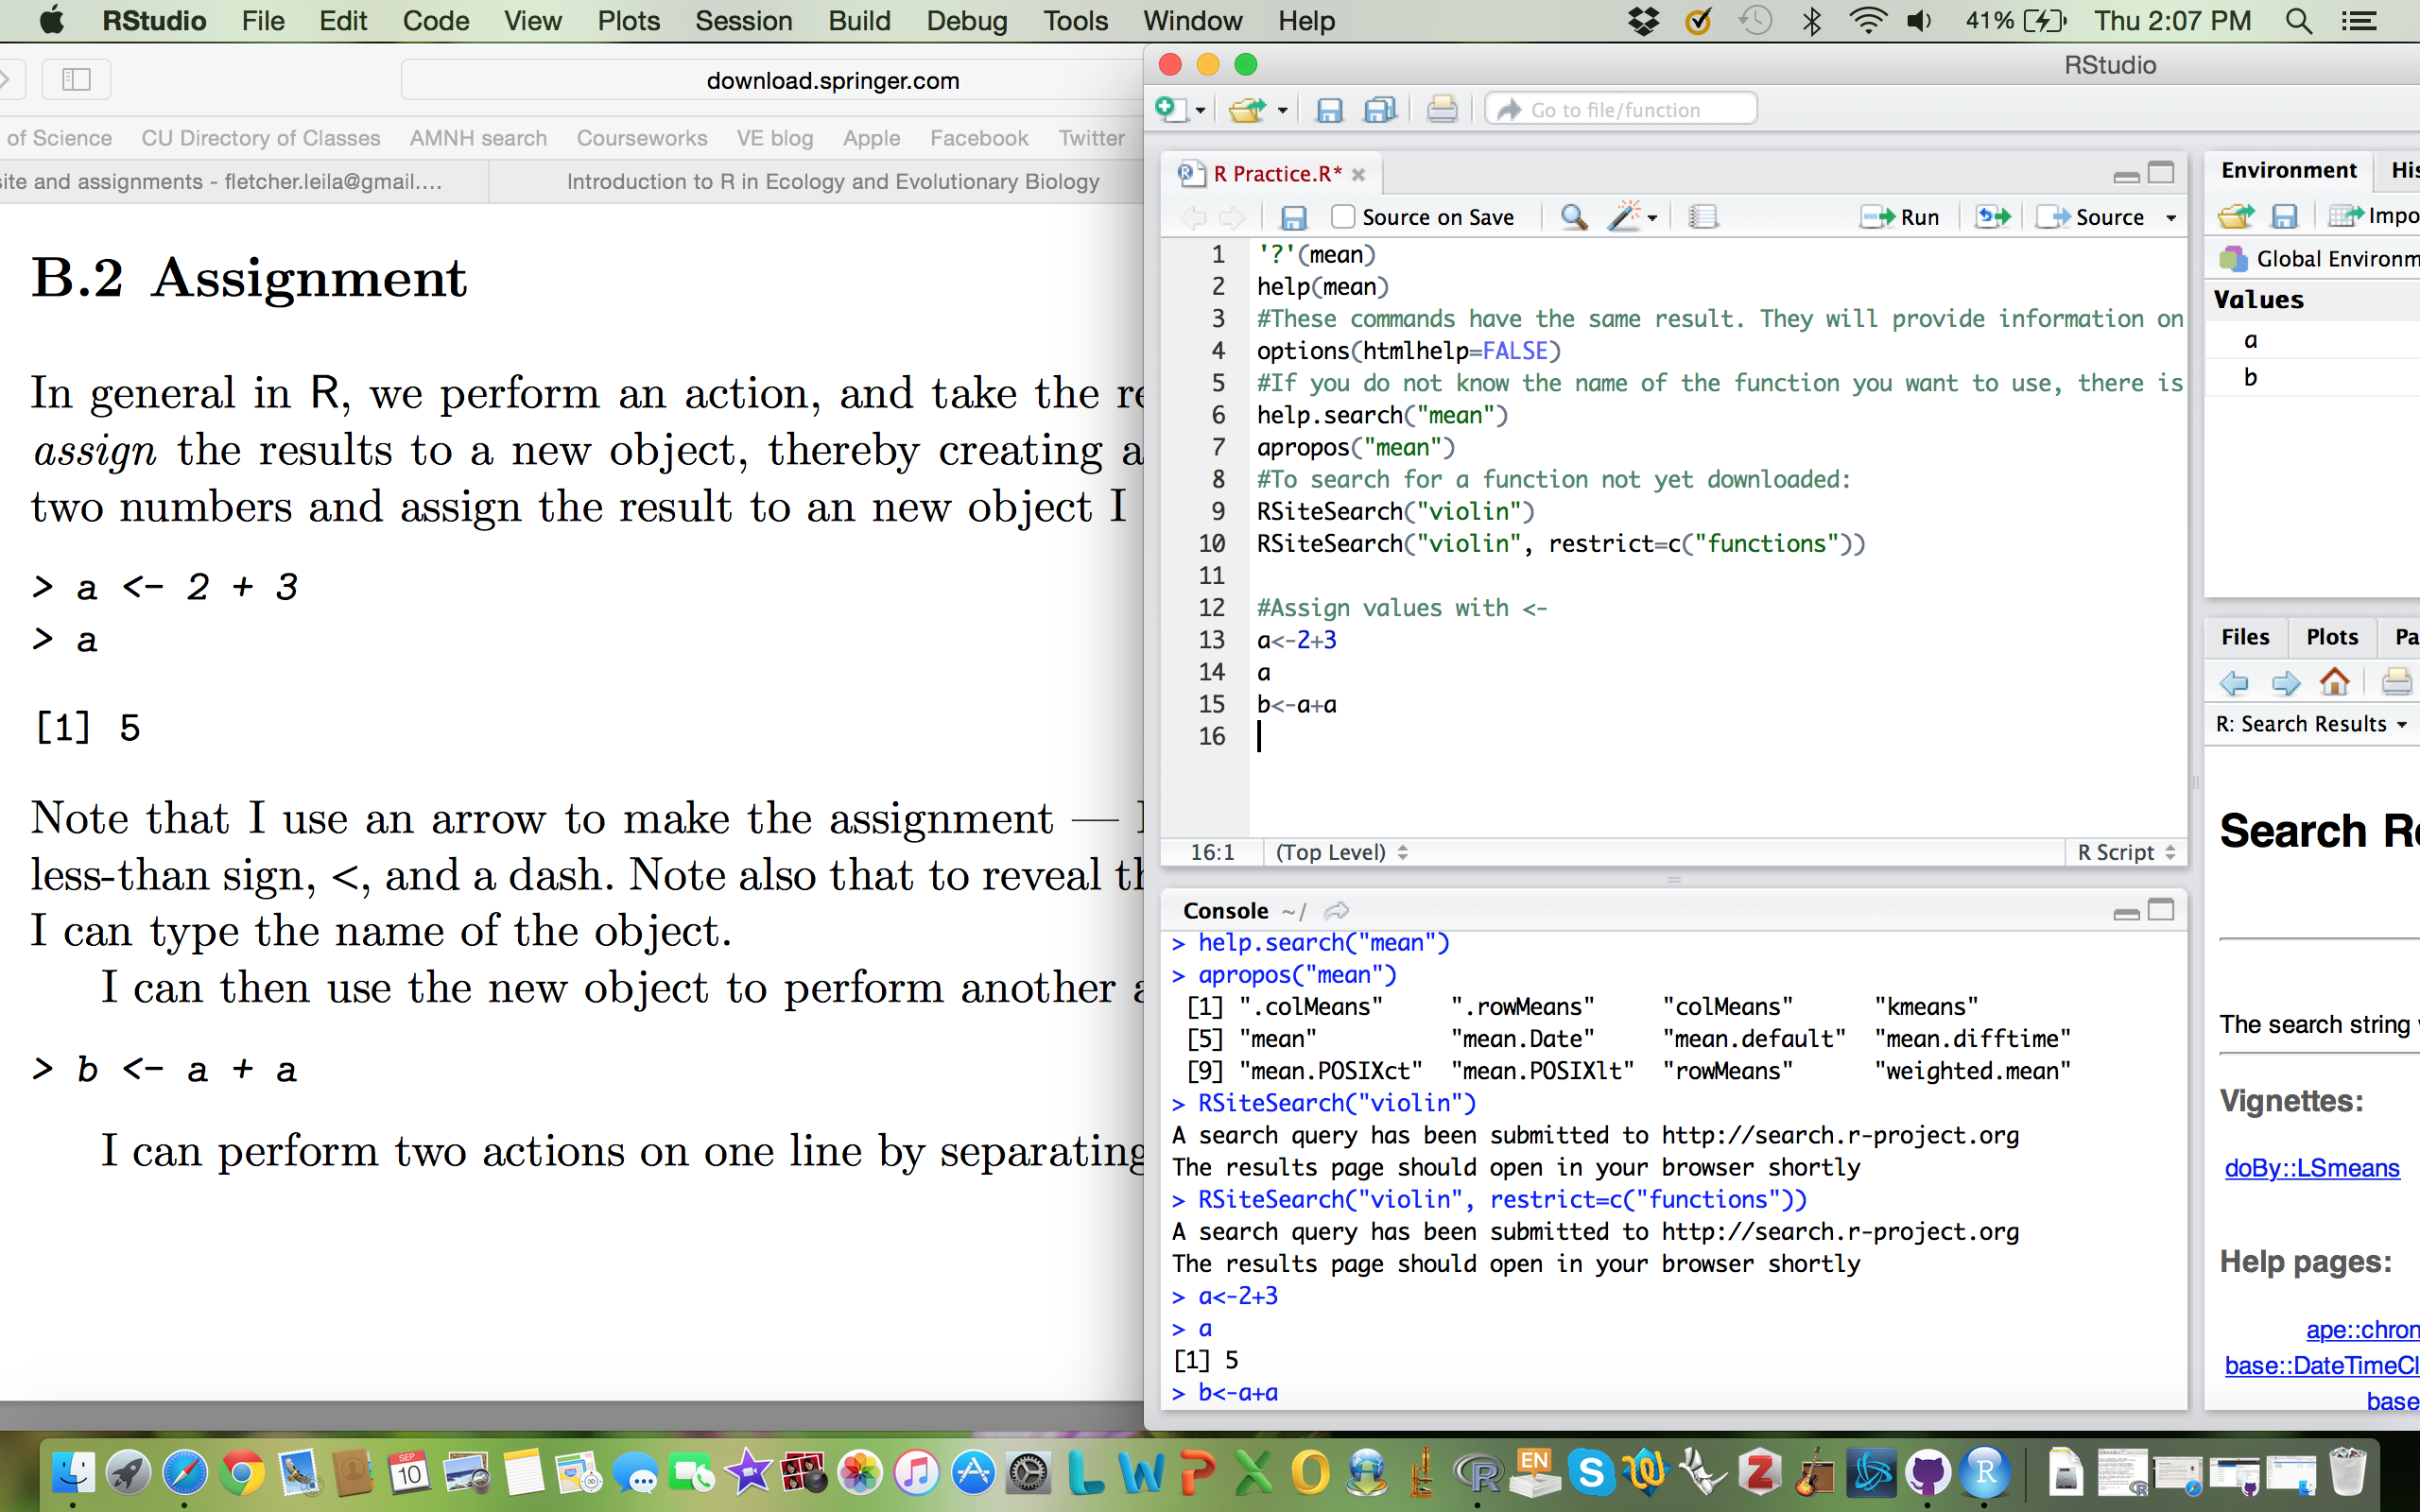 RStudio File Edit Code View Plots Session Build Debug Tools Window Help 41% Thu 2:07 PM
download.springer.com
of Science CU Directory of Classes AMNH search Courseworks VE blog Apple Facebook Twitter
site and assignments - fletcher.leila@gmail.... Introduction to R in Ecology and Evolutionary Biology
B.2 Assignment
In general in R, we perform an action, and take the re
assign the results to a new object, thereby creating a
two numbers and assign the result to an new object I
> a <- 2 + 3
> a
[1] 5
Note that I use an arrow to make the assignment —
less-than sign, <, and a dash. Note also that to reveal th
I can type the name of the object.
I can then use the new object to perform another a
> b <- a + a
I can perform two actions on one line by separating
RStudio
Go to file/function
R Practice.R*
Source on Save Run Source
1 '?'(mean)
2 help(mean)
3 #These commands have the same result. They will provide information on
4 options(htmlhelp=FALSE)
5 #If you do not know the name of the function you want to use, there is
6 help.search("mean")
7 apropos("mean")
8 #To search for a function not yet downloaded:
9 RSiteSearch("violin")
10 RSiteSearch("violin", restrict=c("functions"))
11
12 #Assign values with <-
13 a<-2+3
14 a
15 b<-a+a
16
16:1 (Top Level) R Script
Console ~/
> help.search("mean")
> apropos("mean")
[1] ".colMeans" ".rowMeans" "colMeans" "kmeans"
[5] "mean" "mean.Date" "mean.default" "mean.difftime"
[9] "mean.POSIXct" "mean.POSIXlt" "rowMeans" "weighted.mean"
> RSiteSearch("violin")
A search query has been submitted to http://search.r-project.org
The results page should open in your browser shortly
> RSiteSearch("violin", restrict=c("functions"))
A search query has been submitted to http://search.r-project.org
The results page should open in your browser shortly
> a<-2+3
> a
[1] 5
> b<-a+a
Environment His
Impo
Global Environm
Values
a
b
Files Plots Pa
R: Search Results
Search Re
The search string
Vignettes:
doBy::LSmeans
Help pages:
ape::chron
base::DateTimeCl
base
SEP
10
L W P X O R EN S Z R